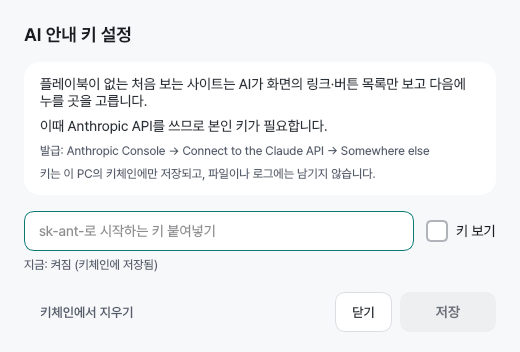 AI 안내 키 설정
플레이북이 없는 처음 보는 사이트는 AI가 화면의 링크·버튼 목록만 보고 다음에
누를 곳을 고릅니다.
이때 Anthropic API를 쓰므로 본인 키가 필요합니다.
발급: Anthropic Console → Connect to the Claude API → Somewhere else
키는 이 PC의 키체인에만 저장되고, 파일이나 로그에는 남기지 않습니다.
sk-ant-로 시작하는 키 붙여넣기
키 보기
지금: 켜짐 (키체인에 저장됨)
키체인에서 지우기
닫기
저장